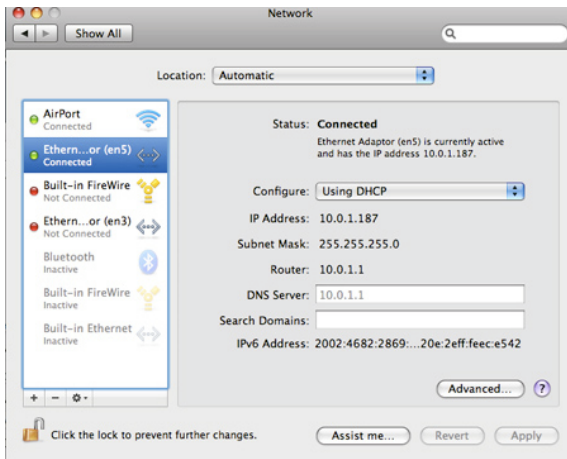 Network
Show All
Location: Automatic
AirPort
Connected
Ethern...or (en5)
Connected
Built-in FireWire
Not Connected
Ethern...or (en3)
Not Connected
Bluetooth
Inactive
Built-in FireWire
Inactive
Built-in Ethernet
Inactive
Status: Connected
Ethernet Adaptor (en5) is currently active
and has the IP address 10.0.1.187.
Configure: Using DHCP
IP Address: 10.0.1.187
Subnet Mask: 255.255.255.0
Router: 10.0.1.1
DNS Server: 10.0.1.1
Search Domains:
IPv6 Address: 2002:4682:2869:...20e:2eff:feec:e542
Advanced... ?
Click the lock to prevent further changes.
Assist me... Revert Apply